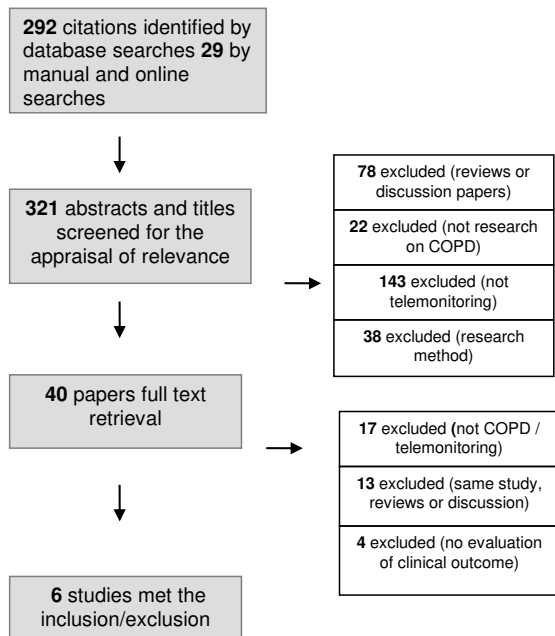 292 citations identified by
database searches 29 by
manual and online
searches
321 abstracts and titles
screened for the
appraisal of relevance
78 excluded (reviews or
discussion papers)
22 excluded (not research
on COPD)
143 excluded (not
telemonitoring)
38 excluded (research
method)
40 papers full text
retrieval
17 excluded (not COPD /
telemonitoring)
13 excluded (same study,
reviews or discussion)
4 excluded (no evaluation
of clinical outcome)
6 studies met the
inclusion/exclusion